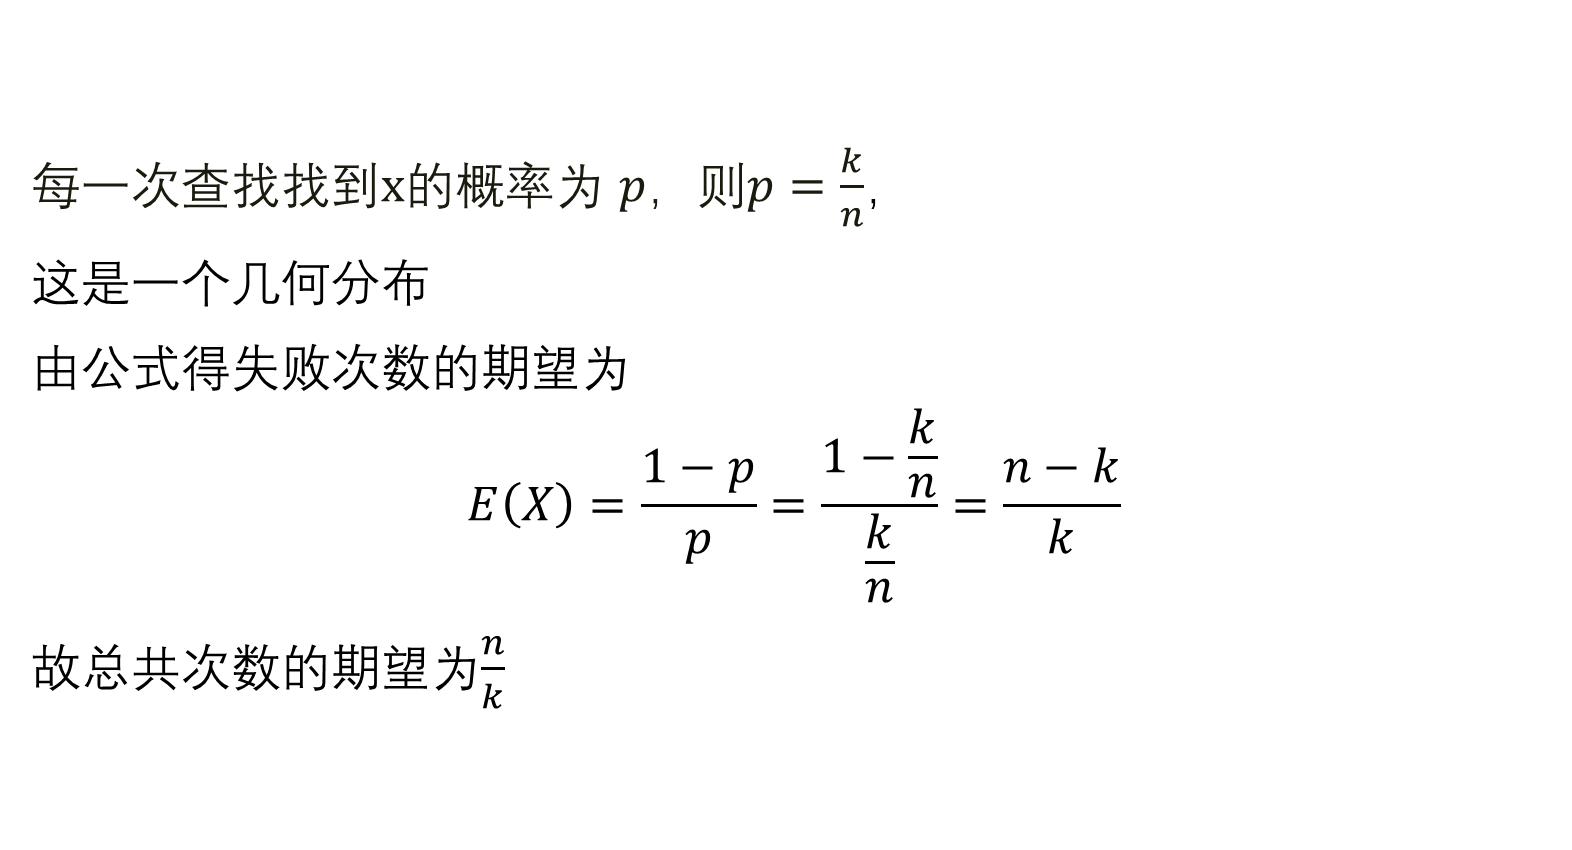 每一次查找找到x的概率为 p，则p = k/n,
这是一个几何分布
由公式得失败次数的期望为
E(X) = (1 − p)/p = (1 − k/n)/(k/n) = (n − k)/k
故总共次数的期望为n/k